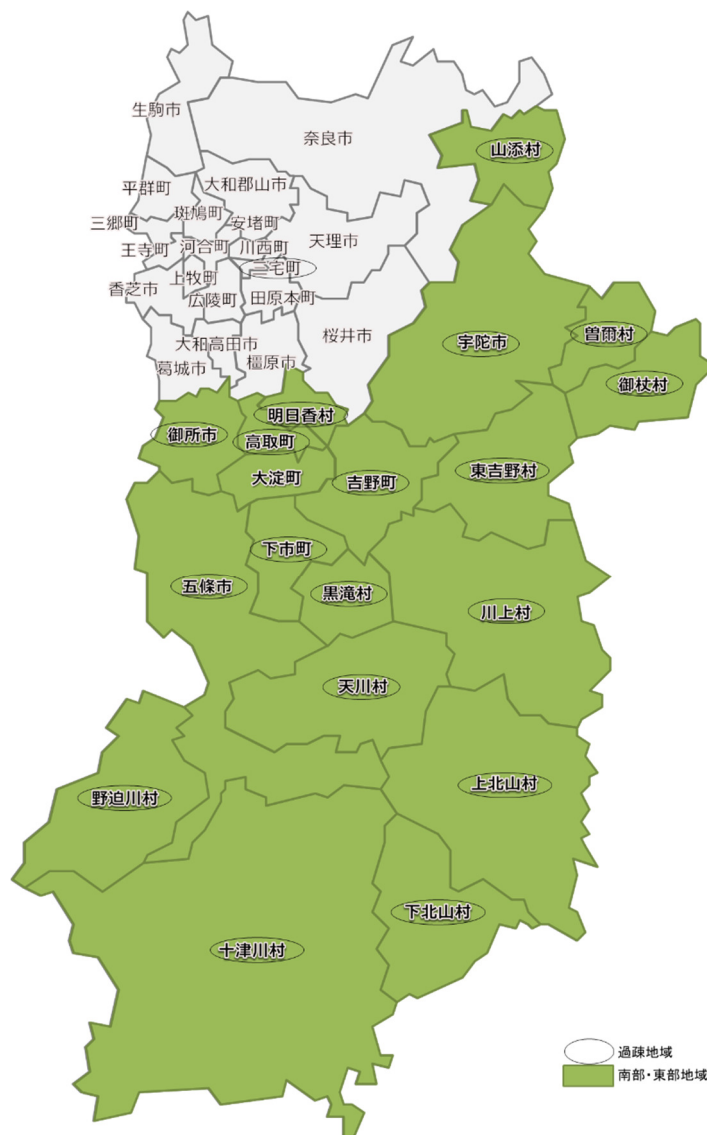 生駒市
奈良市
山添村
平群町
大和郡山市
三郷町
斑鳩町
安堵町
天理市
王寺町
河合町
川西町
三宅町
香芝市
上牧町
広陵町
田原本町
桜井市
宇陀市
曽爾村
大和高田市
葛城市
橿原市
御杖村
明日香村
御所市
高取町
大淀町
吉野町
東吉野村
下市町
五條市
黒滝村
川上村
天川村
野迫川村
上北山村
下北山村
十津川村
過疎地域
南部・東部地域